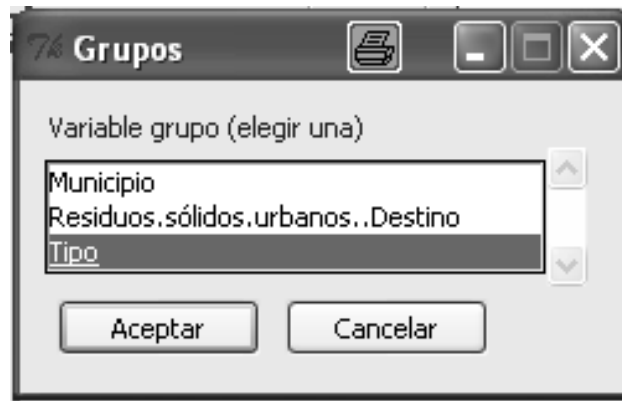 Grupos
Variable grupo (elegir una)
Municipio
Residuos.sólidos.urbanos..Destino
Tipo
Aceptar Cancelar